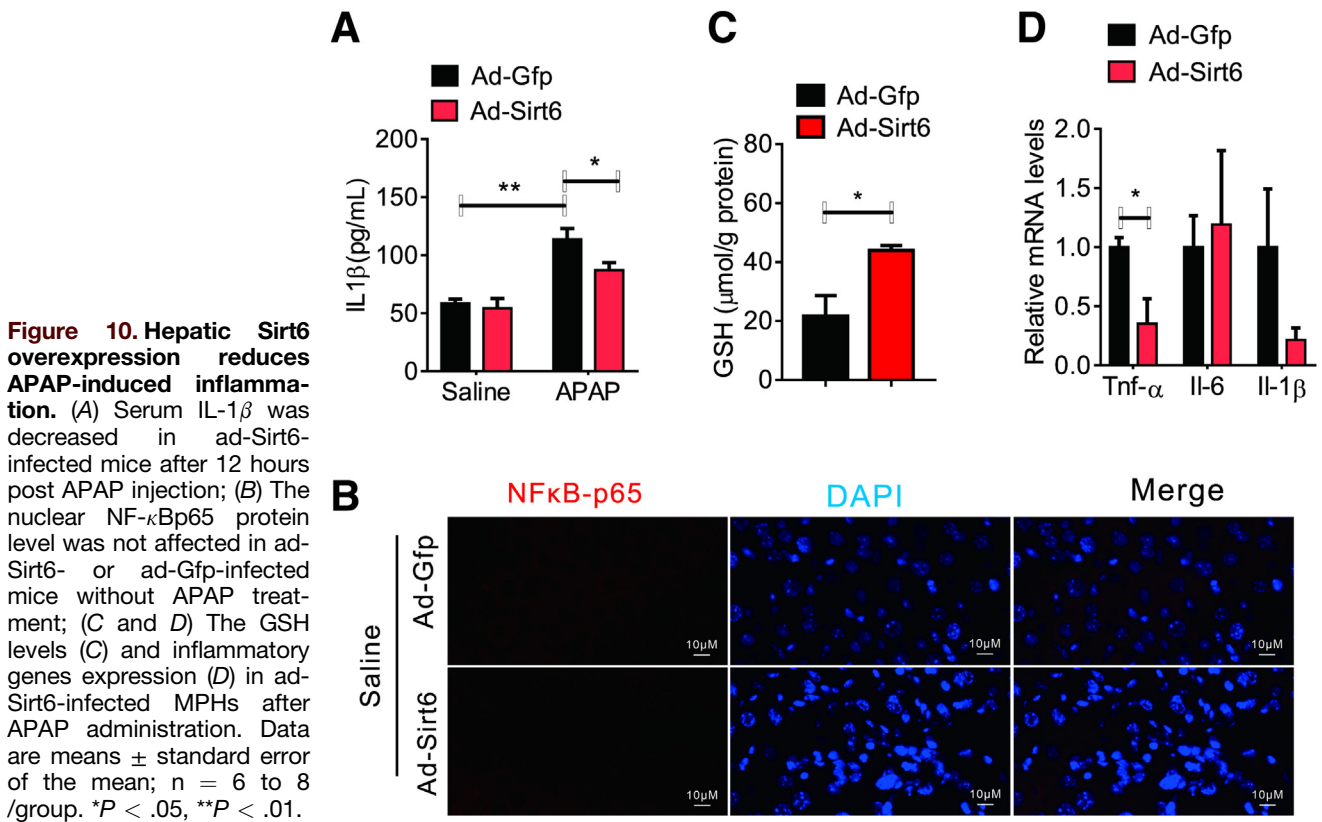 A
Ad-Gfp
Ad-Sirt6
IL1β(pg/mL)
200
150
100
50
0
**
*
Saline
APAP
C
Ad-Gfp
Ad-Sirt6
GSH (μmol/g protein)
80
60
40
20
0
*
D
Ad-Gfp
Ad-Sirt6
Relative mRNA levels
2.0
1.5
1.0
0.5
0.0
*
Tnf-α
Il-6
Il-1β
Figure 10. Hepatic Sirt6
overexpression reduces
APAP-induced inflamma-
tion. (A) Serum IL-1β was
decreased in ad-Sirt6-
infected mice after 12 hours
post APAP injection; (B) The
nuclear NF-κBp65 protein
level was not affected in ad-
Sirt6- or ad-Gfp-infected
mice without APAP treat-
ment; (C and D) The GSH
levels (C) and inflammatory
genes expression (D) in ad-
Sirt6-infected MPHs after
APAP administration. Data
are means ± standard error
of the mean; n = 6 to 8
/group. *P < .05, **P < .01.
B
NFκB-p65
DAPI
Merge
Saline
Ad-Gfp
10μM
10μM
10μM
Ad-Sirt6
10μM
10μM
10μM